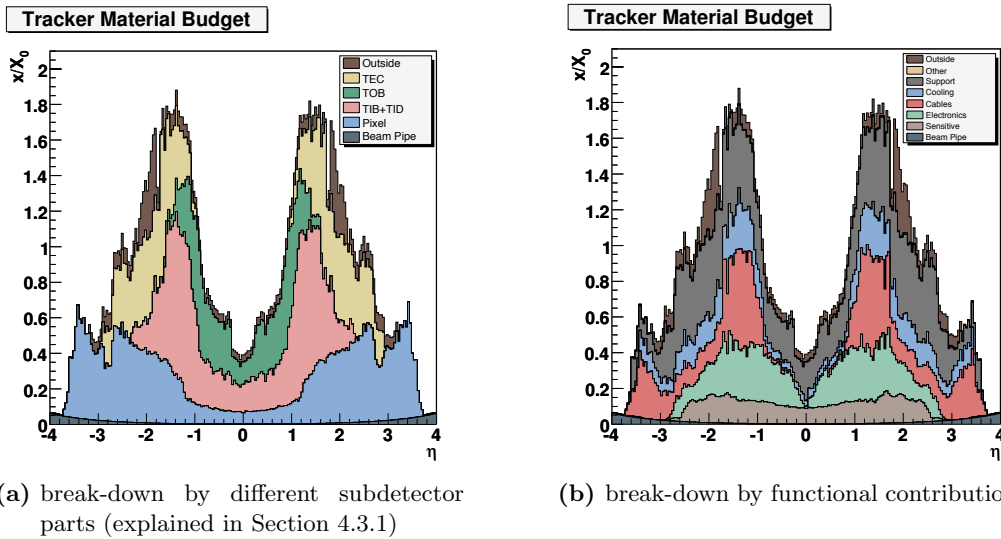 Tracker Material Budget
x/X0
2
1.8
1.6
1.4
1.2
1
0.8
0.6
0.4
0.2
0
-4 -3 -2 -1 0 1 2 3 4
η
Outside
TEC
TOB
TIB+TID
Pixel
Beam Pipe
(a) break-down by different subdetector
parts (explained in Section 4.3.1)
Tracker Material Budget
x/X0
2
1.8
1.6
1.4
1.2
1
0.8
0.6
0.4
0.2
0
-4 -3 -2 -1 0 1 2 3 4
η
Outside
Other
Support
Cooling
Cables
Electronics
Sensitive
Beam Pipe
(b) break-down by functional contributio